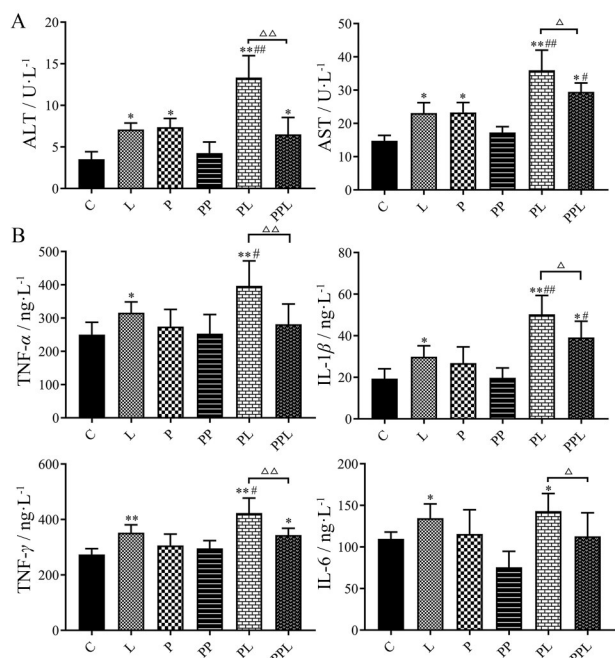 A
ALT / U·L⁻¹
20
15
10
5
0
*
*
**##
△△
*
C
L
P
PP
PL
PPL
AST / U·L⁻¹
50
40
30
20
10
0
*
*
**##
△
*#
C
L
P
PP
PL
PPL
B
TNF-α / ng·L⁻¹
500
400
300
200
100
0
*
**#
△△
C
L
P
PP
PL
PPL
IL-1β / ng·L⁻¹
80
60
40
20
0
*
**##
△
*#
C
L
P
PP
PL
PPL
TNF-γ / ng·L⁻¹
600
400
200
0
**
**#
△△
*
C
L
P
PP
PL
PPL
IL-6 / ng·L⁻¹
200
150
100
50
0
*
*
△
C
L
P
PP
PL
PPL